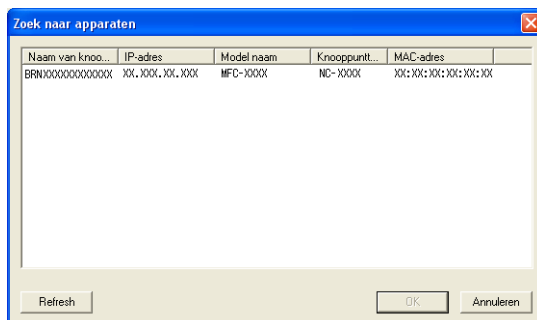 Zoek naar apparaten
Naam van knoo... IP-adres Model naam Knooppuntt... MAC-adres
BRNXXXXXXXXXXXX XX.XXX.XX.XXX MFC-XXXX NC-XXXX XX:XX:XX:XX:XX:XX
Refresh OK Annuleren